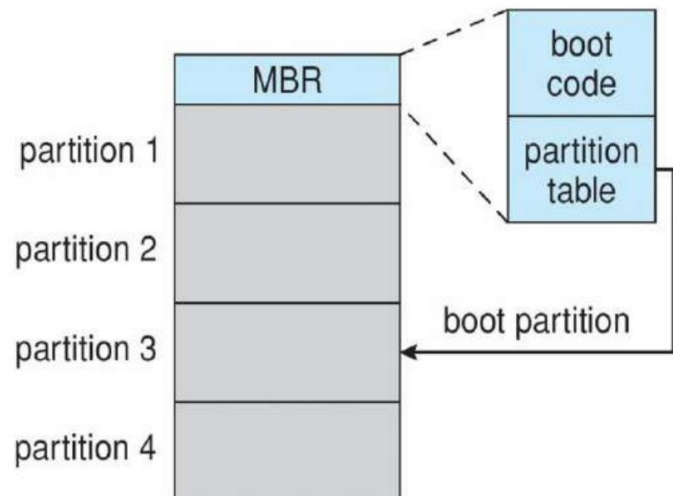 MBR
boot
code
partition
table
partition 1
partition 2
boot partition
partition 3
partition 4